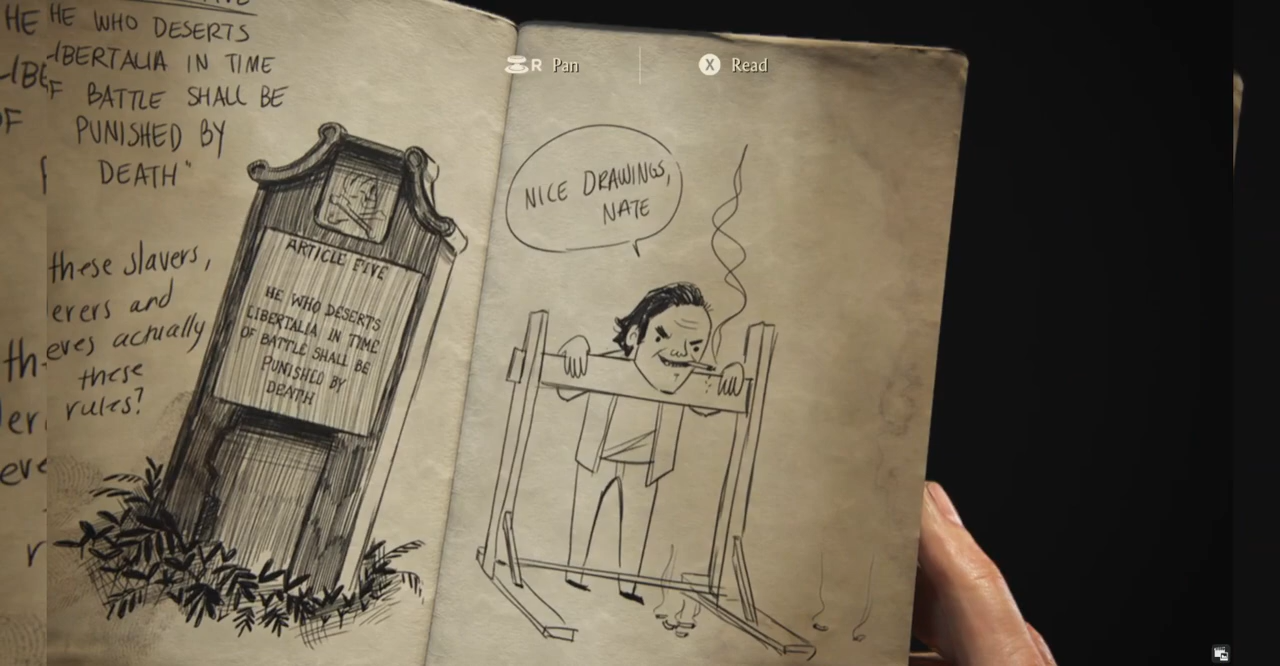 HE WHO DESERTS
LIBERTALIA IN TIME
OF BATTLE SHALL BE
PUNISHED BY
DEATH"
these slavers,
erers and
eves actually
these
rules?
ARTICLE FIVE
HE WHO DESERTS
LIBERTALIA IN TIME
OF BATTLE SHALL BE
PUNISHED BY
DEATH
R Pan
X Read
NICE DRAWINGS,
NATE